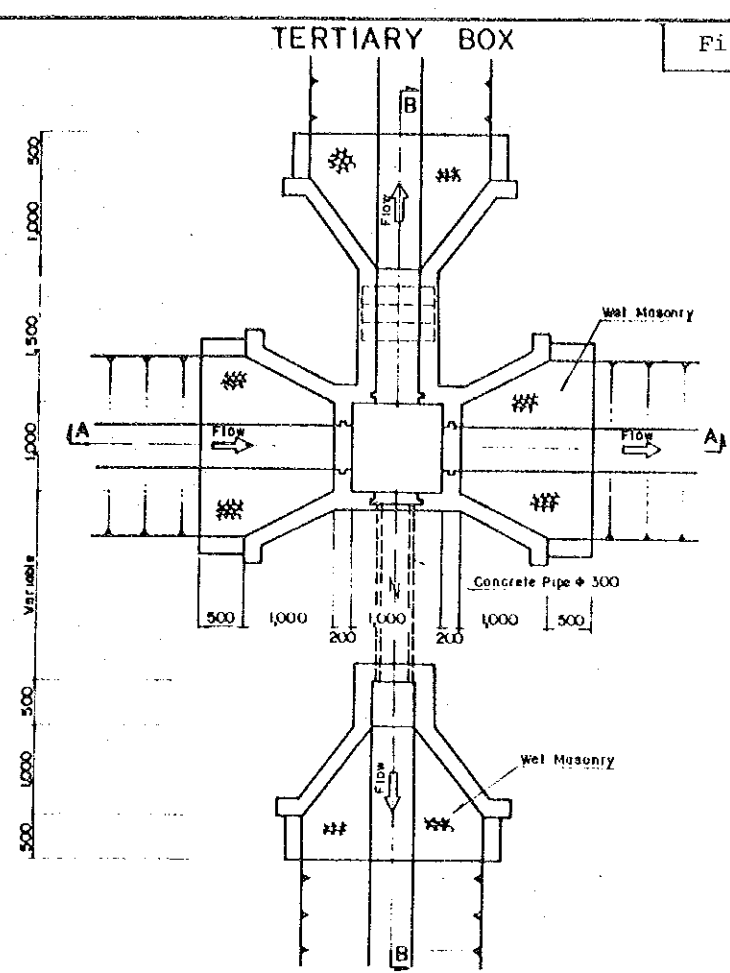 TERTIARY BOX
Fi
B
500
1,000
1,500
1,000
Variable
500
1,000
500
Flow
Wet Masonry
A
Flow
Flow
A
Concrete Pipe ϕ 300
500
1,000
200
1,000
200
1,000
500
Flow
Wet Masonry
B